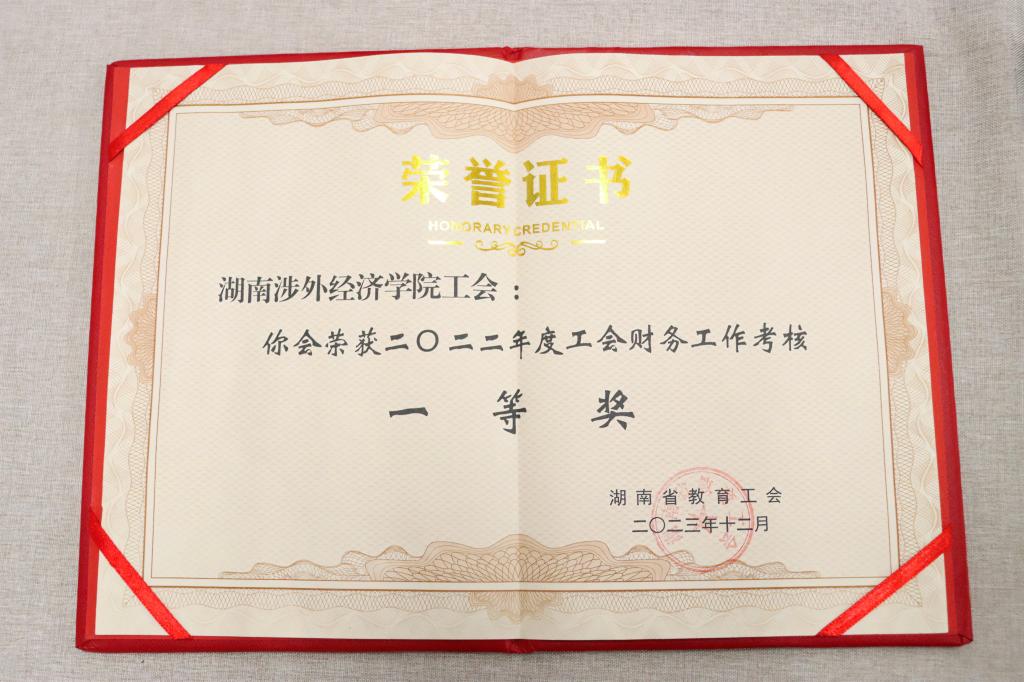 荣誉证书
HONORARY CREDENTIAL
湖南涉外经济学院工会：
你会荣获二〇二二年度工会财务工作考核
一等奖
湖南省教育工会
二〇二三年十二月